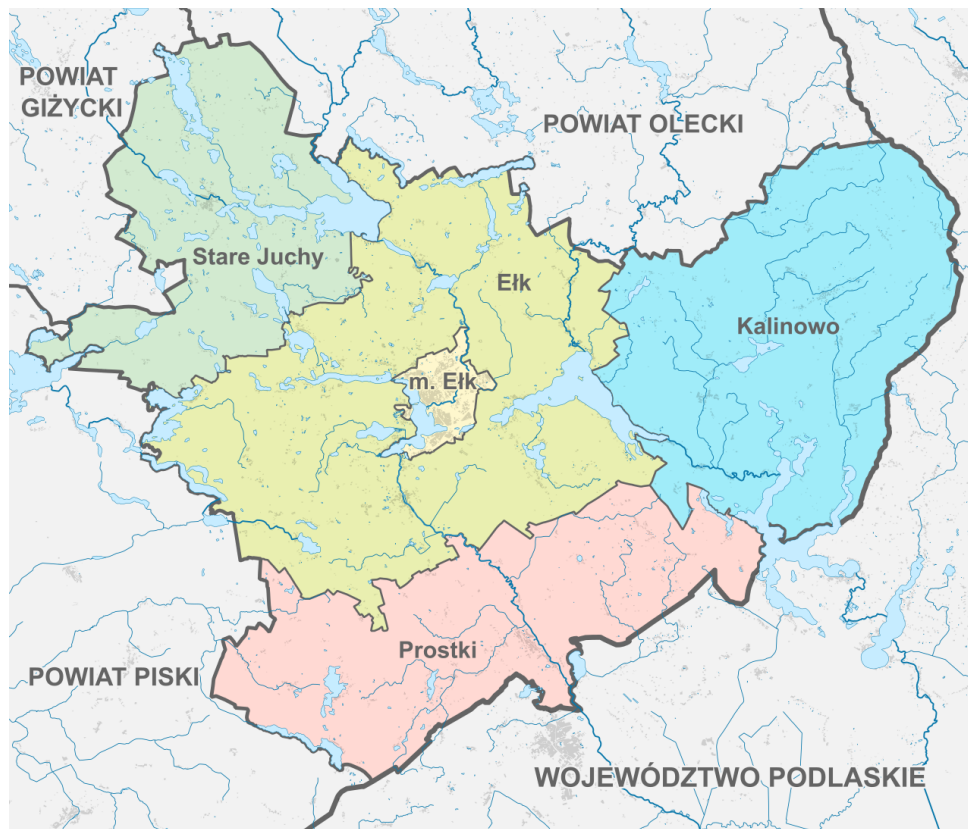 POWIAT
GIŻYCKI
POWIAT OLECKI
Stare Juchy
Ełk
Kalinowo
m. Ełk
Prostki
POWIAT PISKI
WOJEWÓDZTWO PODLASKIE